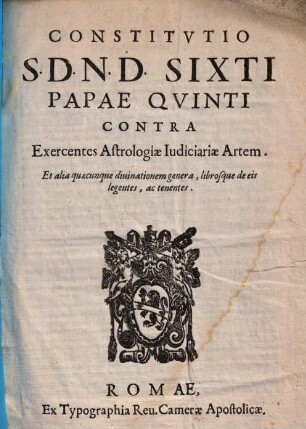 CONSTITVTIO
S·D·N·D· SIXTI
PAPAE QVINTI
CONTRA
Exercentes Astrologiæ Iudiciariæ Artem.
Et alia quæcunque diuinationem genera, librosque de eis
legentes, ac tenentes.
ROMAE,
Ex Typographia Reu. Cameræ Apostolicæ.